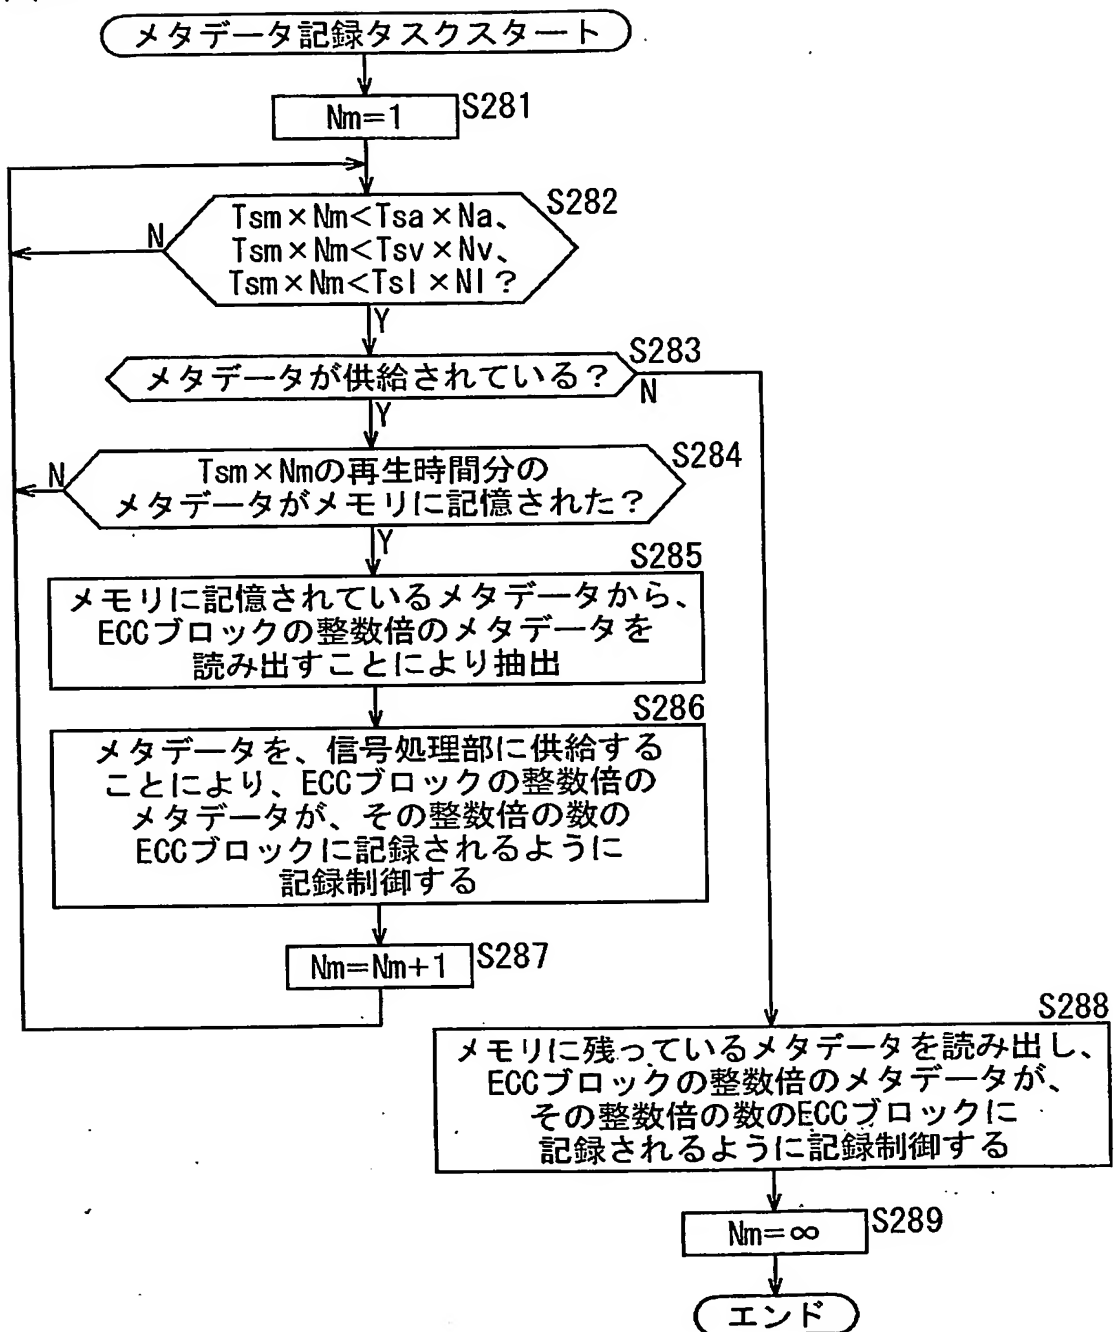 メタデータ記録タスクスタート
Nm=1
S281
Tsm×Nm<Tsa×Na、
Tsm×Nm<Tsv×Nv、
Tsm×Nm<Tsl×Nl?
S282
N
Y
メタデータが供給されている?
S283
N
Y
Tsm×Nmの再生時間分の
メタデータがメモリに記憶された?
S284
N
Y
S285
メモリに記憶されているメタデータから、
ECCブロックの整数倍のメタデータを
読み出すことにより抽出
S286
メタデータを、信号処理部に供給する
ことにより、ECCブロックの整数倍の
メタデータが、その整数倍の数の
ECCブロックに記録されるように
記録制御する
Nm=Nm+1
S287
S288
メモリに残っているメタデータを読み出し、
ECCブロックの整数倍のメタデータが、
その整数倍の数のECCブロックに
記録されるように記録制御する
Nm=∞
S289
エンド